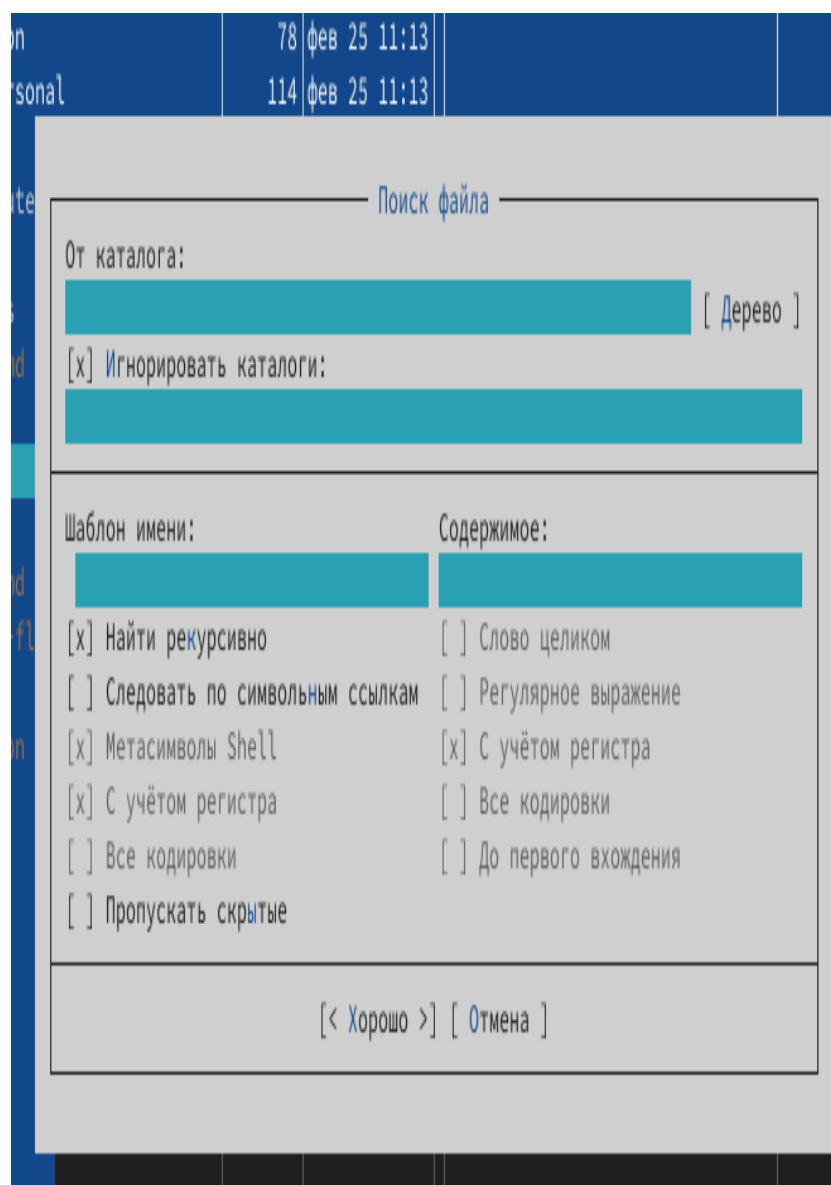 on 78 фев 25 11:13
rsonal 114 фев 25 11:13
Поиск файла
От каталога:
[ Дерево ]
[x] Игнорировать каталоги:
Шаблон имени: Содержимое:
[x] Найти рекурсивно [ ] Слово целиком
[ ] Следовать по символьным ссылкам [ ] Регулярное выражение
[x] Метасимволы Shell [x] С учётом регистра
[x] С учётом регистра [ ] Все кодировки
[ ] Все кодировки [ ] До первого вхождения
[ ] Пропускать скрытые
[< Хорошо >] [ Отмена ]